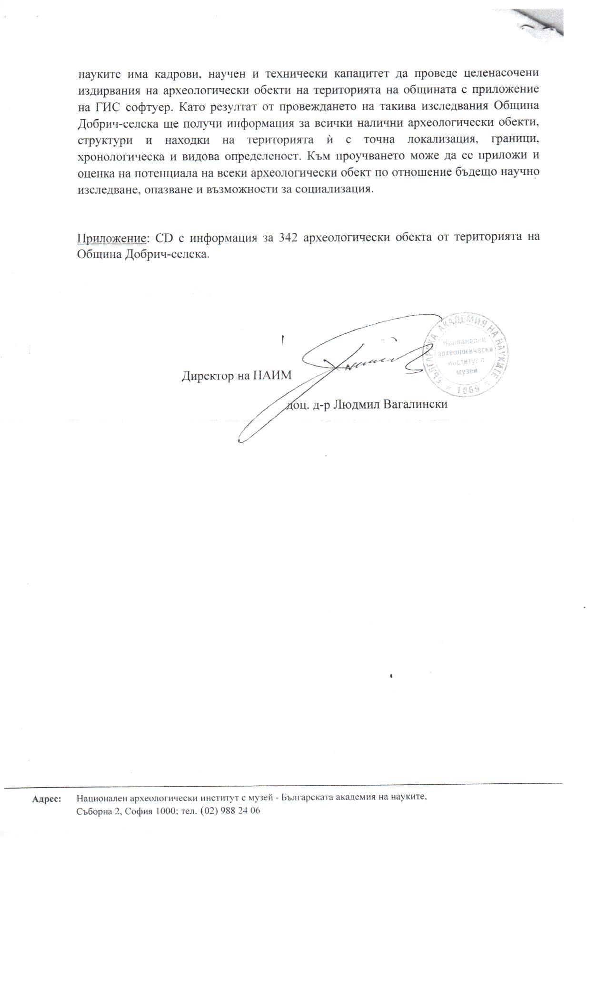 науките има кадрови, научен и технически капацитет да проведе целенасочени
издирвания на археологически обекти на територията на общината с приложение
на ГИС софтуер. Като резултат от провеждането на такива изследвания Община
Добрич-селска ще получи информация за всички налични археологически обекти,
структури и находки на територията ѝ с точна локализация, граници,
хронологическа и видова определеност. Към проучването може да се приложи и
оценка на потенциала на всеки археологически обект по отношение бъдещо научно
изследване, опазване и възможности за социализация.
Приложение: CD с информация за 342 археологически обекта от територията на
Община Добрич-селска.
БЪЛГАРСКА АКАДЕМИЯ НА НАУКИТЕ
Национален
археологически
институт с
музей
* 1869 *
Директор на НАИМ
доц. д-р Людмил Вагалински
Адрес: Национален археологически институт с музей - Българската академия на науките,
Съборна 2, София 1000; тел. (02) 988 24 06